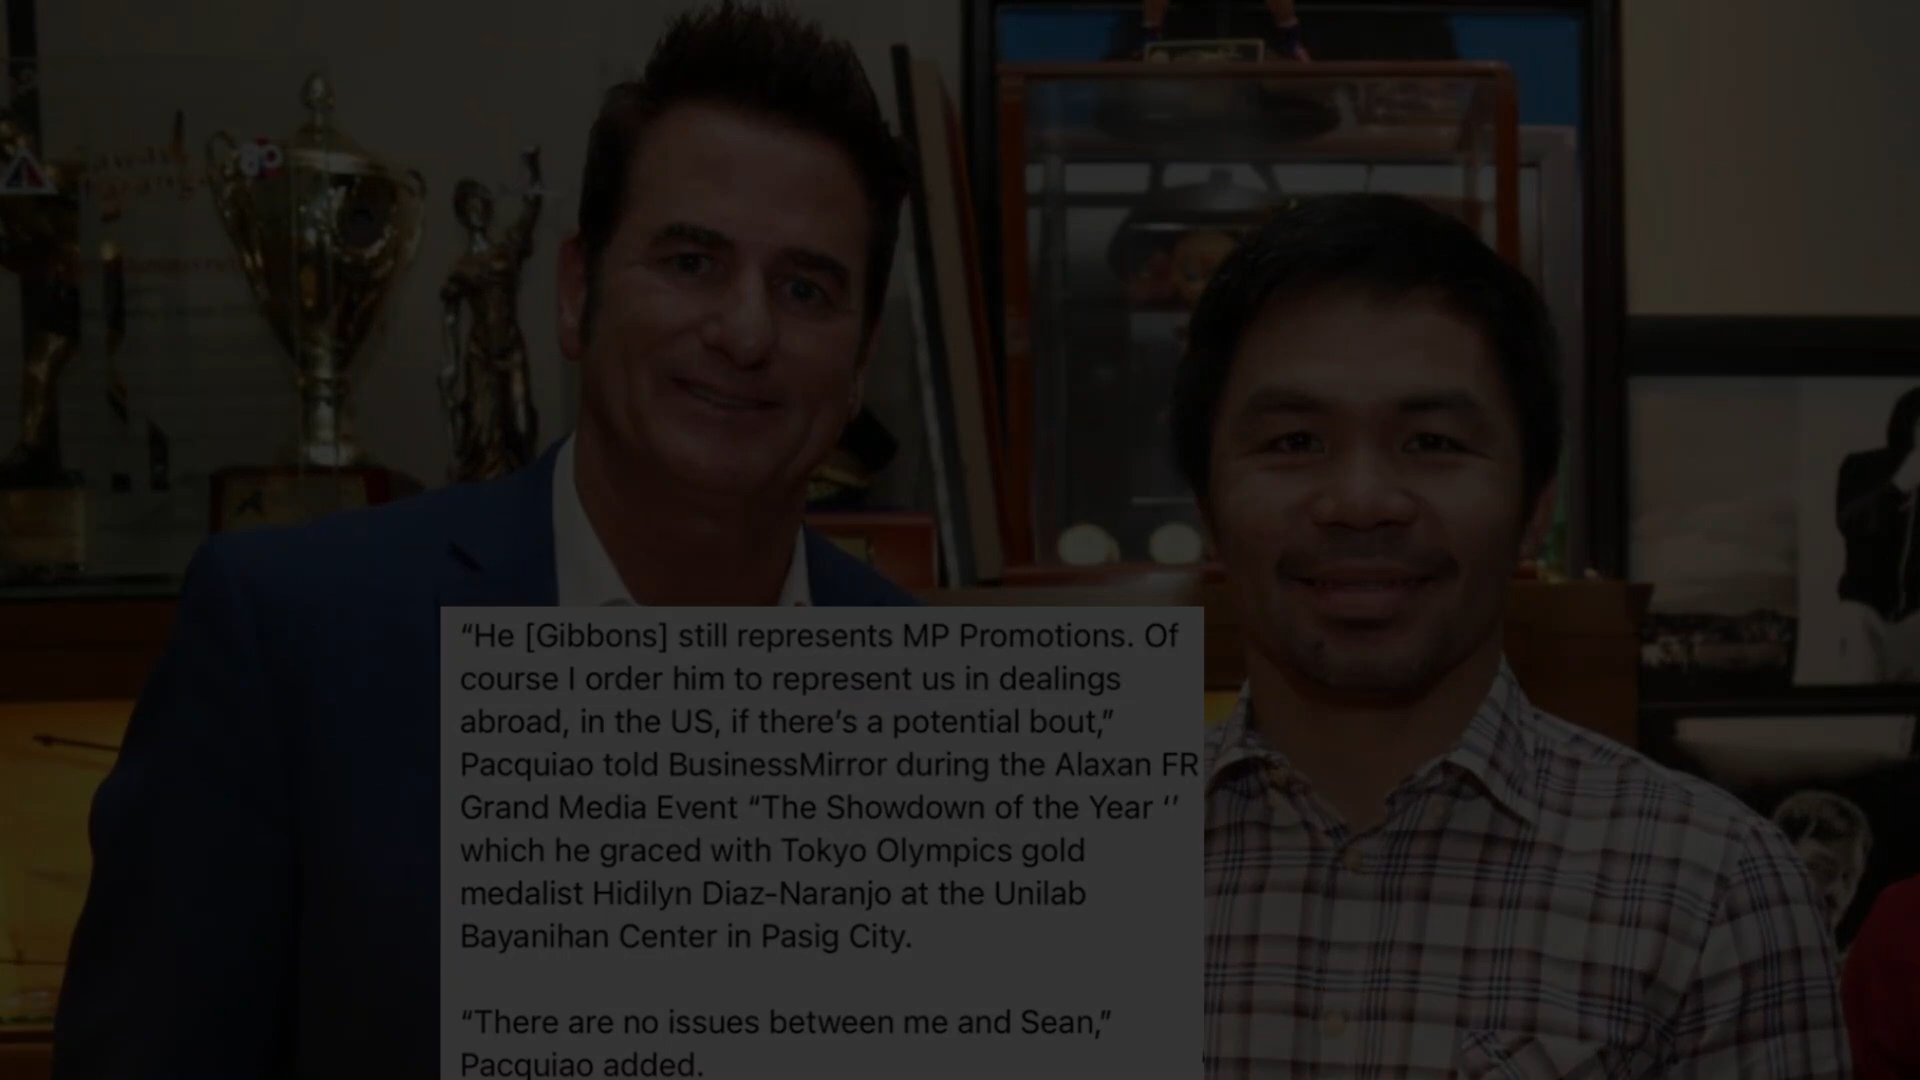 “He [Gibbons] still represents MP Promotions. Of
course I order him to represent us in dealings
abroad, in the US, if there’s a potential bout,”
Pacquiao told BusinessMirror during the Alaxan FR
Grand Media Event “The Showdown of the Year ‘’
which he graced with Tokyo Olympics gold
medalist Hidilyn Diaz-Naranjo at the Unilab
Bayanihan Center in Pasig City.
“There are no issues between me and Sean,”
Pacquiao added.